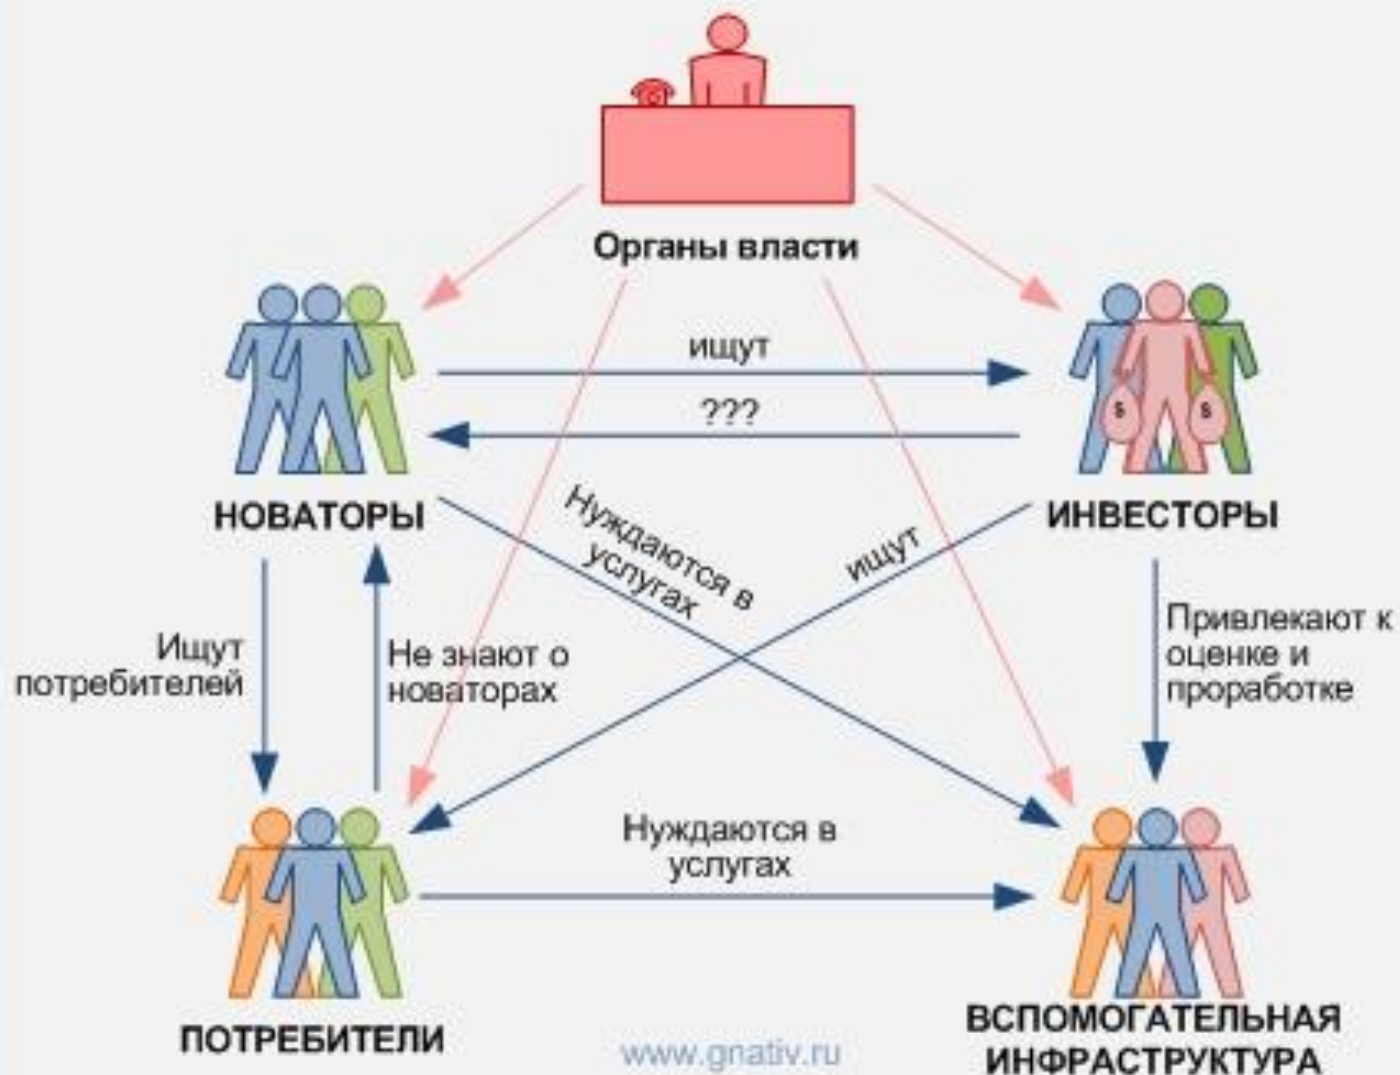 Органы власти
ищут
???
НОВАТОРЫ
ИНВЕСТОРЫ
Нуждаются в
услугах
ищут
Ищут
потребителей
Не знают о
новаторах
Привлекают к
оценке и
проработке
Нуждаются в
услугах
ПОТРЕБИТЕЛИ
ВСПОМОГАТЕЛЬНАЯ
ИНФРАСТРУКТУРА
www.gnativ.ru